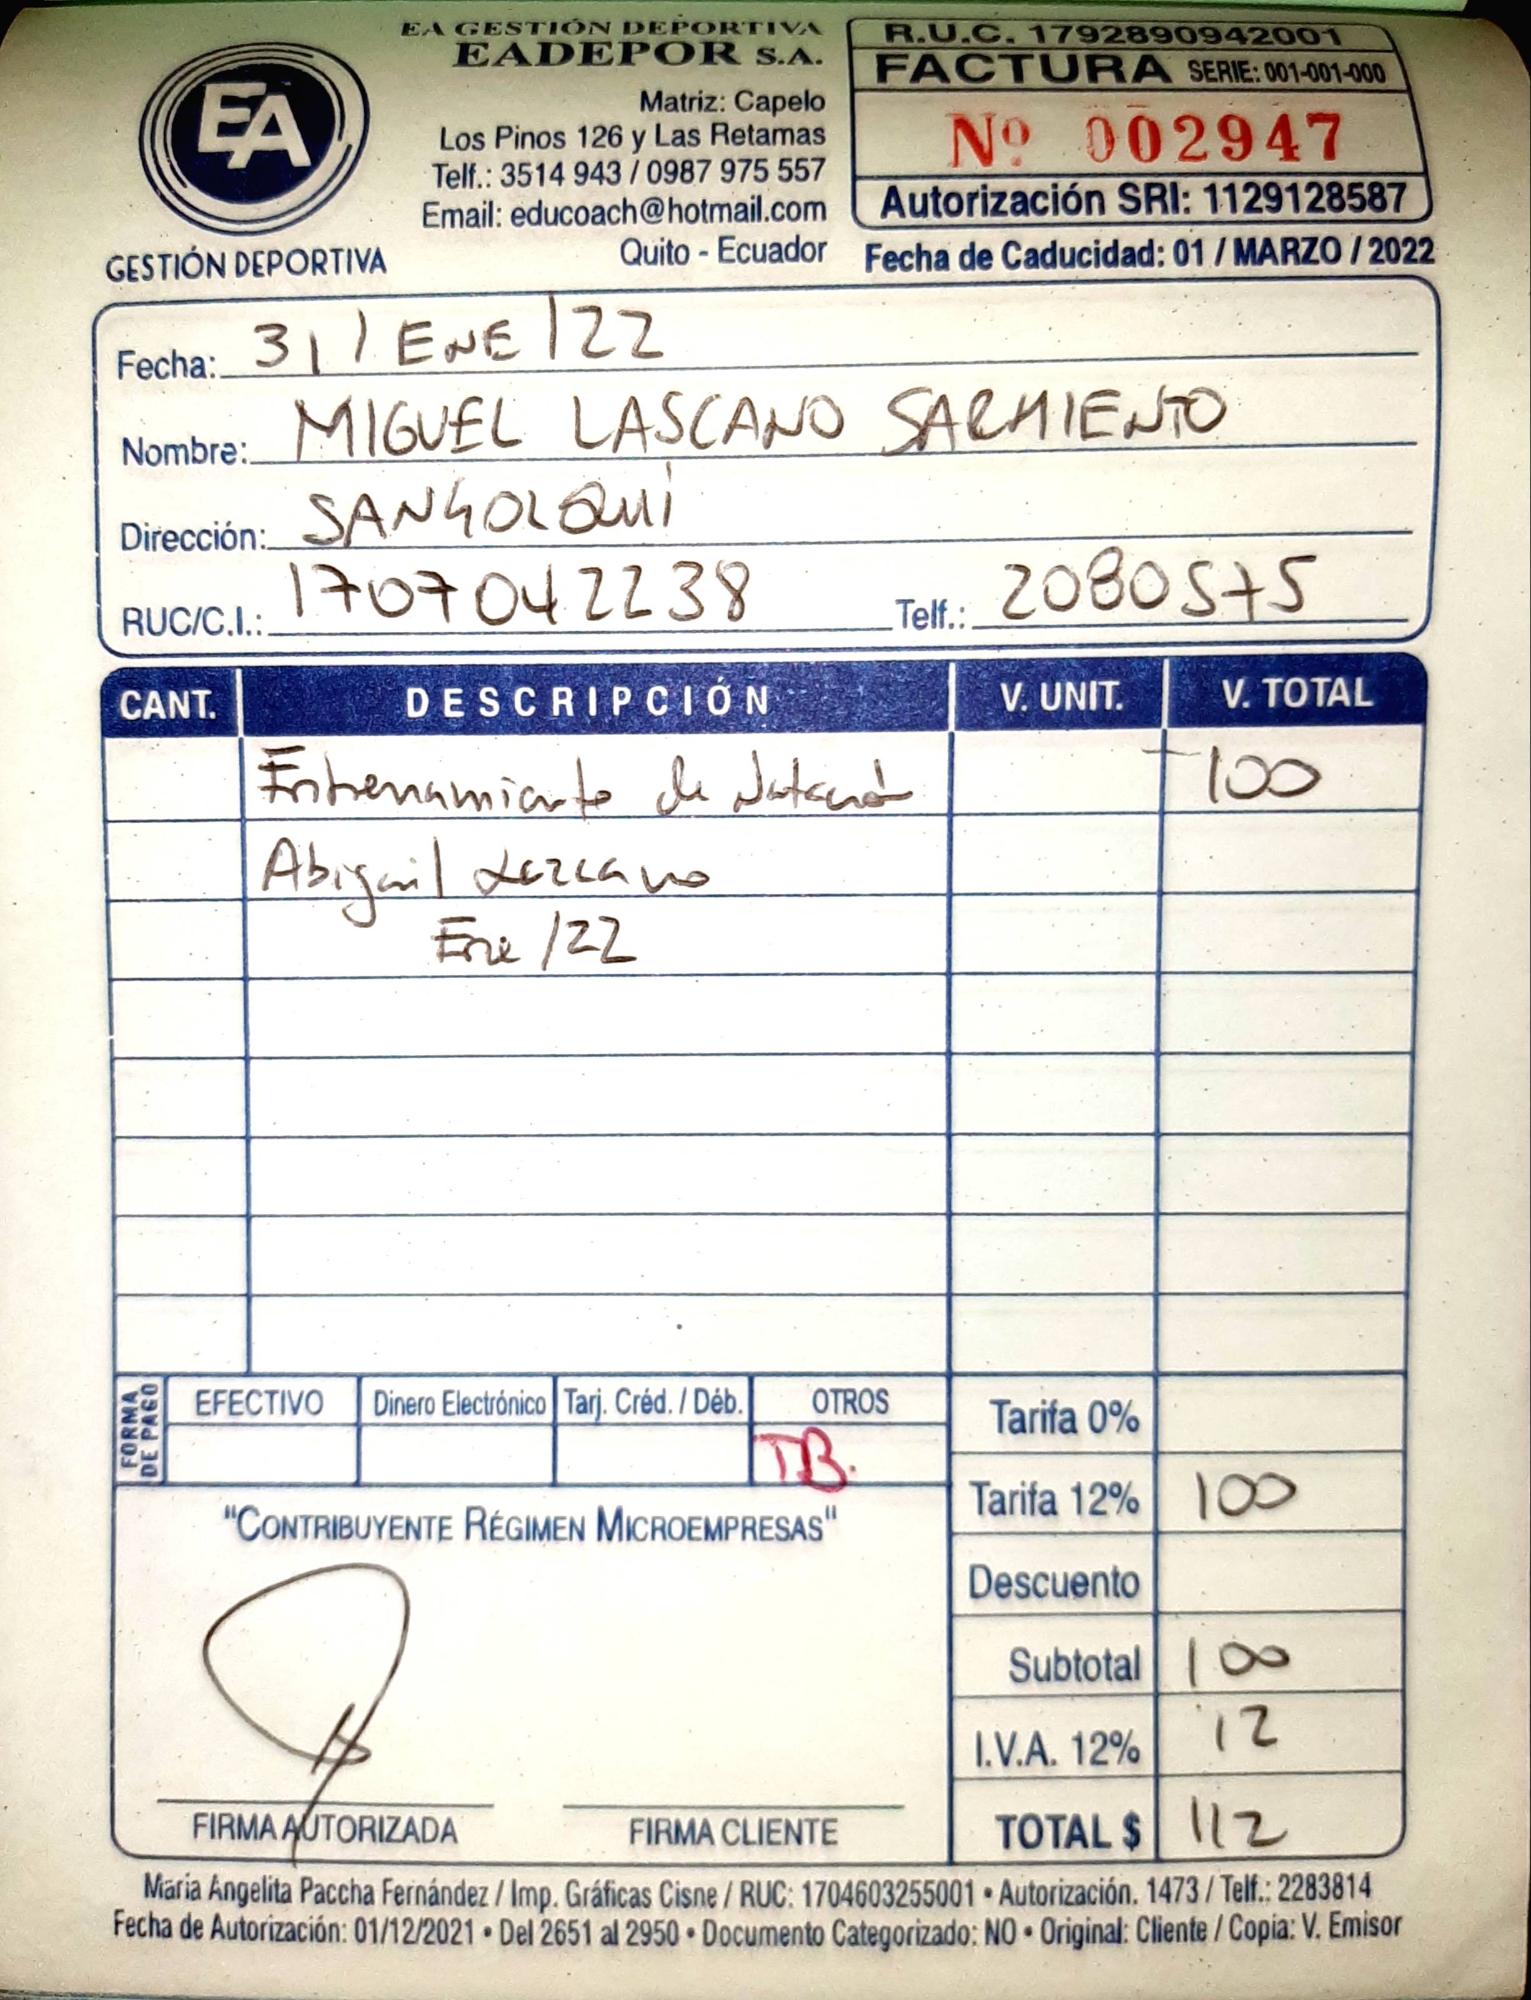 EA GESTIÓN DEPORTIVA
EADEPOR S.A.
EA
GESTIÓN DEPORTIVA
Matriz: Capelo
Los Pinos 126 y Las Retamas
Telf.: 3514 943 / 0987 975 557
Email: educoach@hotmail.com
Quito - Ecuador
R.U.C. 1792890942001
FACTURA SERIE: 001-001-000
Nº 002947
Autorización SRI: 1129128587
Fecha de Caducidad: 01 / MARZO / 2022
Fecha: 31 / ENE / 22
Nombre: MIGUEL LASCANO SARMIENTO
Dirección: SANGOLQUÍ
RUC/C.I.: 1707042238 Telf.: 2080575
CANT. DESCRIPCIÓN V. UNIT. V. TOTAL
Entrenamiento de Natación 100
Abigail Lazcano
Ene /22
FORMA DE PAGO
EFECTIVO Dinero Electrónico Tarj. Créd. / Déb. OTROS
TB.
Tarifa 0%
Tarifa 12% 100
"CONTRIBUYENTE RÉGIMEN MICROEMPRESAS"
Descuento
Subtotal 100
I.V.A. 12% 12
TOTAL $ 112
FIRMA AUTORIZADA FIRMA CLIENTE
María Angelita Paccha Fernández / Imp. Gráficas Cisne / RUC: 1704603255001 • Autorización. 1473 / Telf.: 2283814
Fecha de Autorización: 01/12/2021 • Del 2651 al 2950 • Documento Categorizado: NO • Original: Cliente / Copia: V. Emisor